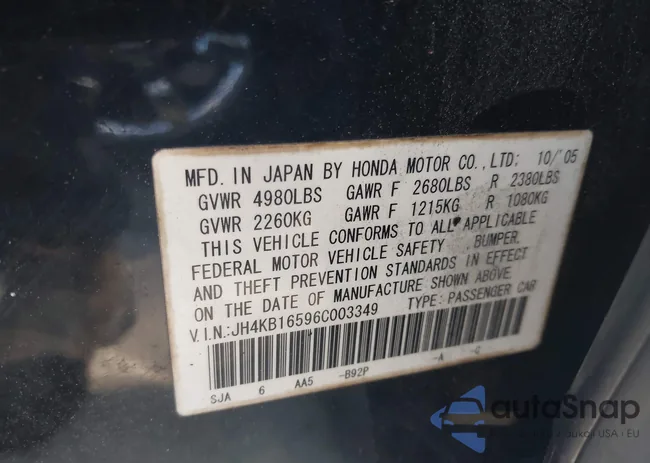 MFD. IN JAPAN BY HONDA MOTOR CO., LTD; 10/'05
GVWR 4980LBS GAWR F 2680LBS R 2380LBS
GVWR 2260KG GAWR F 1215KG R 1080KG
THIS VEHICLE CONFORMS TO ALL APPLICABLE
FEDERAL MOTOR VEHICLE SAFETY , BUMPER,
AND THEFT PREVENTION STANDARDS IN EFFECT
ON THE DATE OF MANUFACTURE SHOWN ABOVE.
V.I.N.:JH4KB16596C003349 TYPE: PASSENGER CAR
SJA 6 AA5 -B92P -A -C
autoSnap
USA · EU